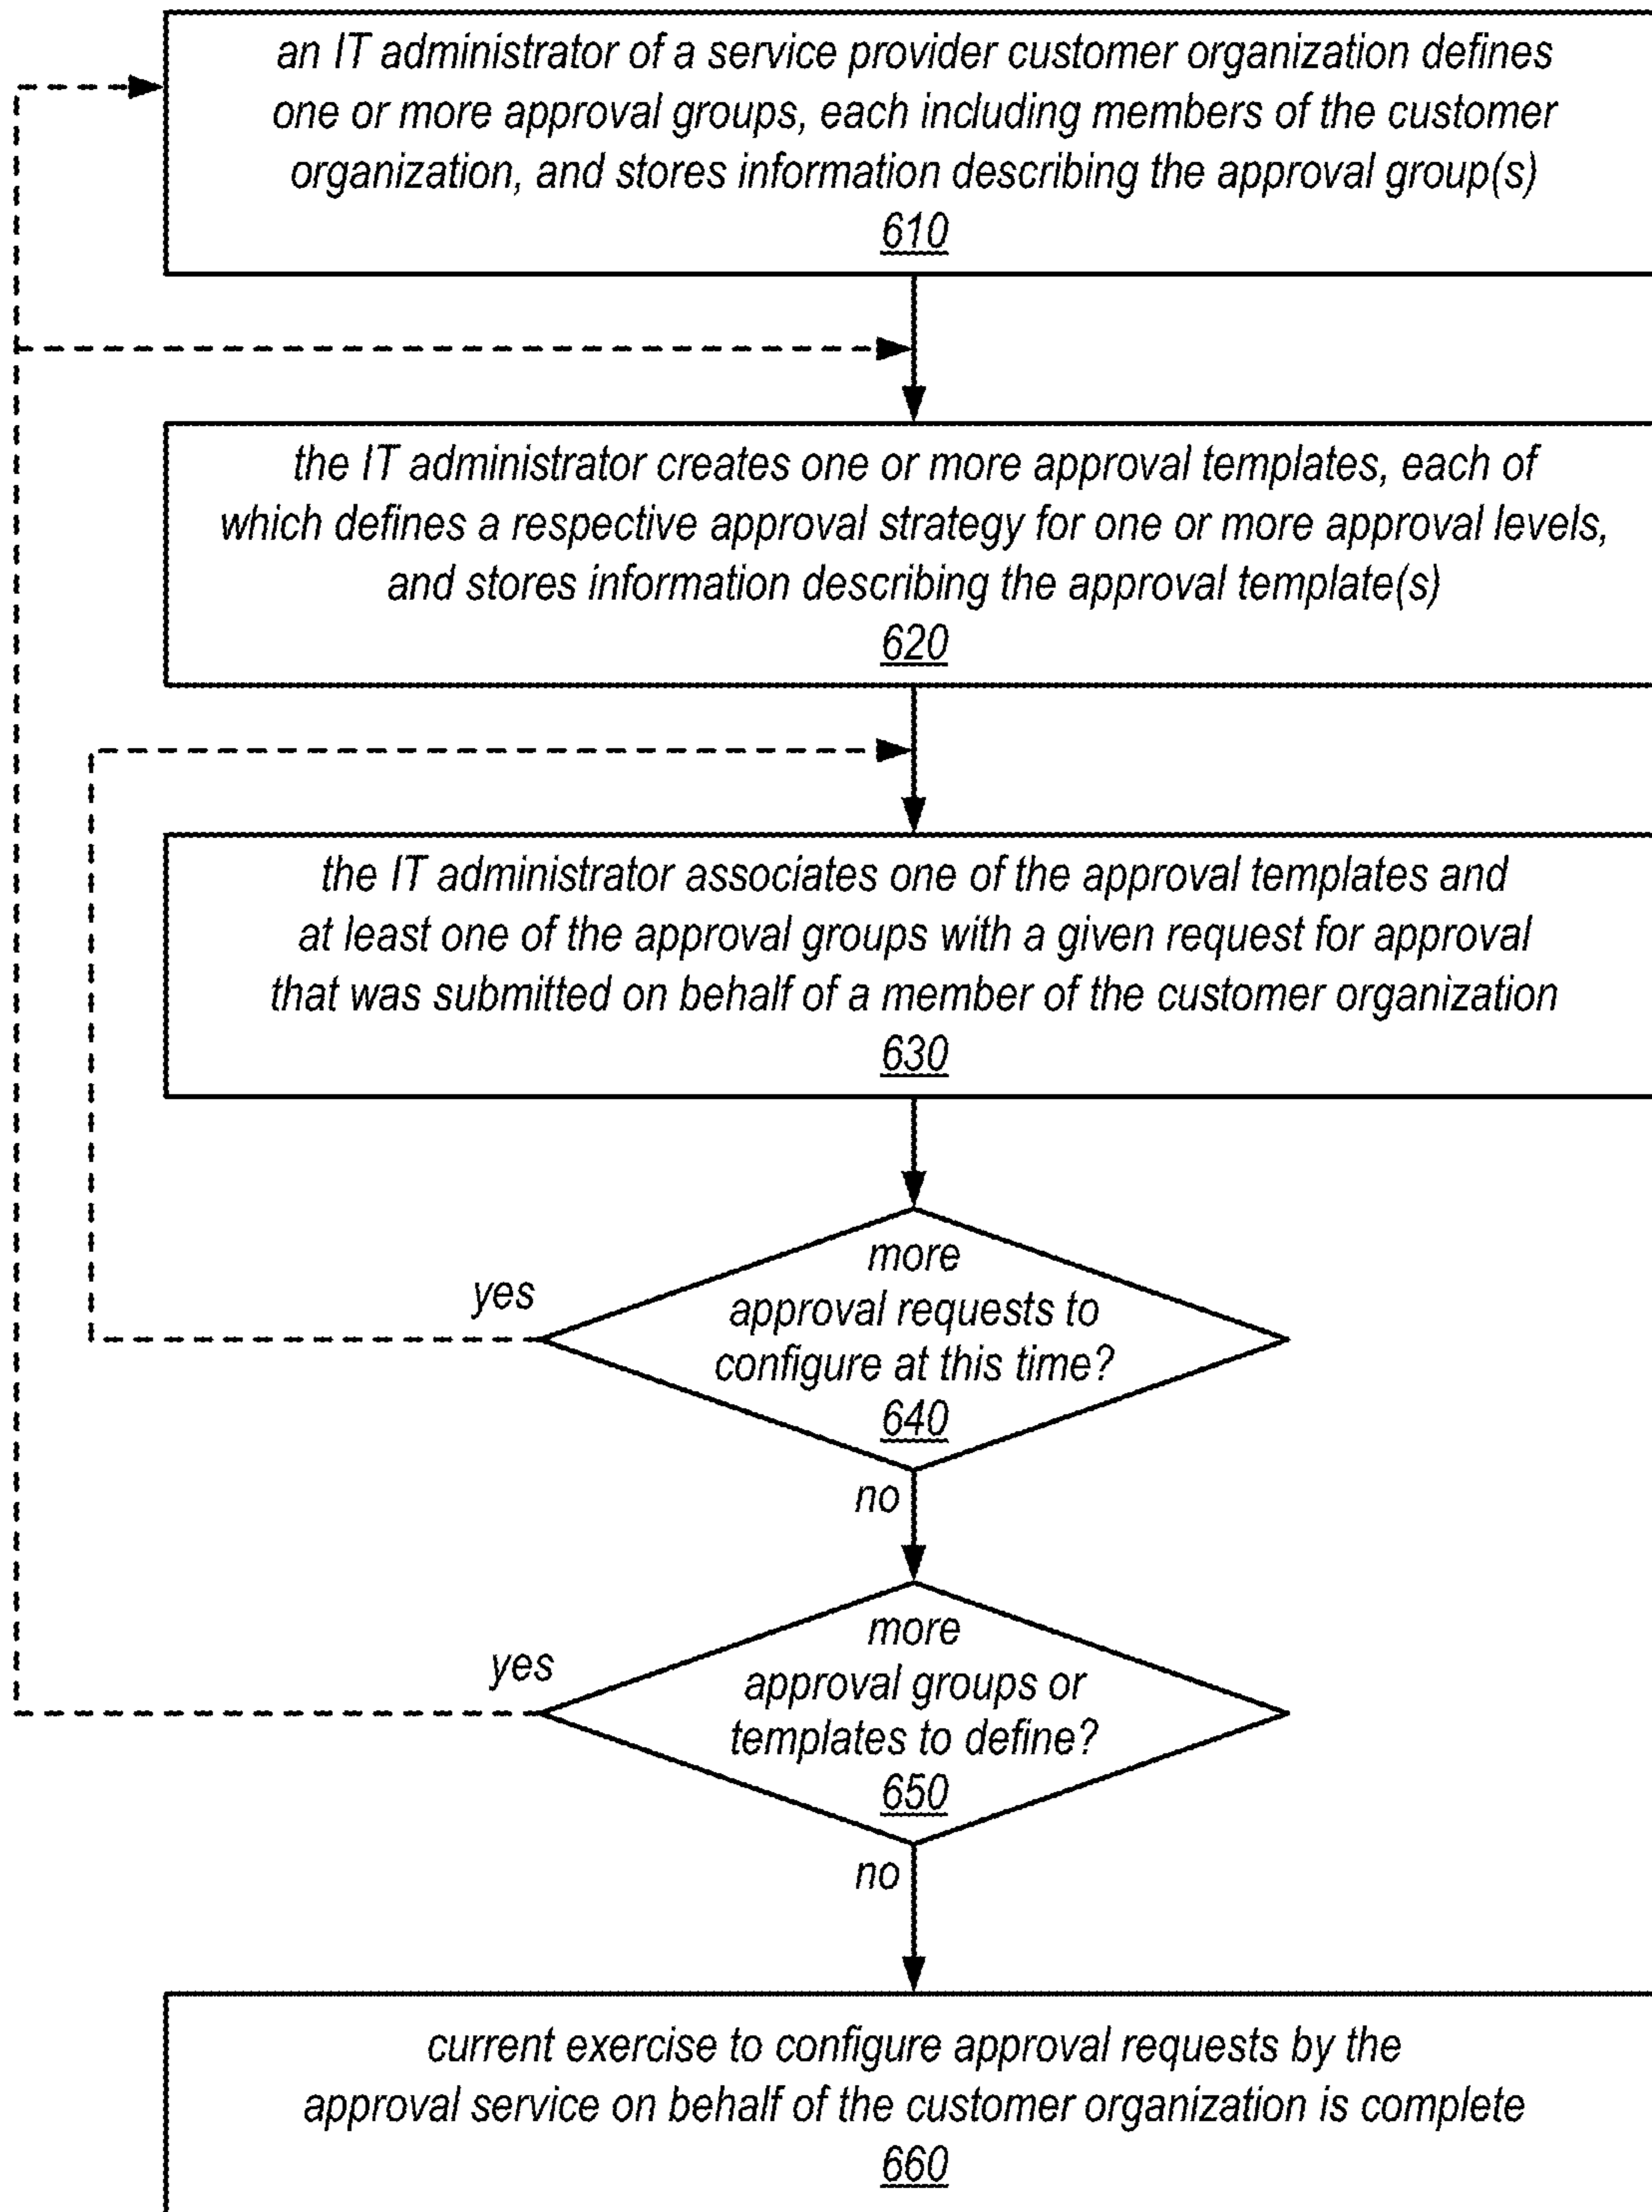 an IT administrator of a service provider customer organization defines
one or more approval groups, each including members of the customer
organization, and stores information describing the approval group(s)
610
the IT administrator creates one or more approval templates, each of
which defines a respective approval strategy for one or more approval levels,
and stores information describing the approval template(s)
620
the IT administrator associates one of the approval templates and
at least one of the approval groups with a given request for approval
that was submitted on behalf of a member of the customer organization
630
yes
more
approval requests to
configure at this time?
640
no
yes
more
approval groups or
templates to define?
650
no
current exercise to configure approval requests by the
approval service on behalf of the customer organization is complete
660